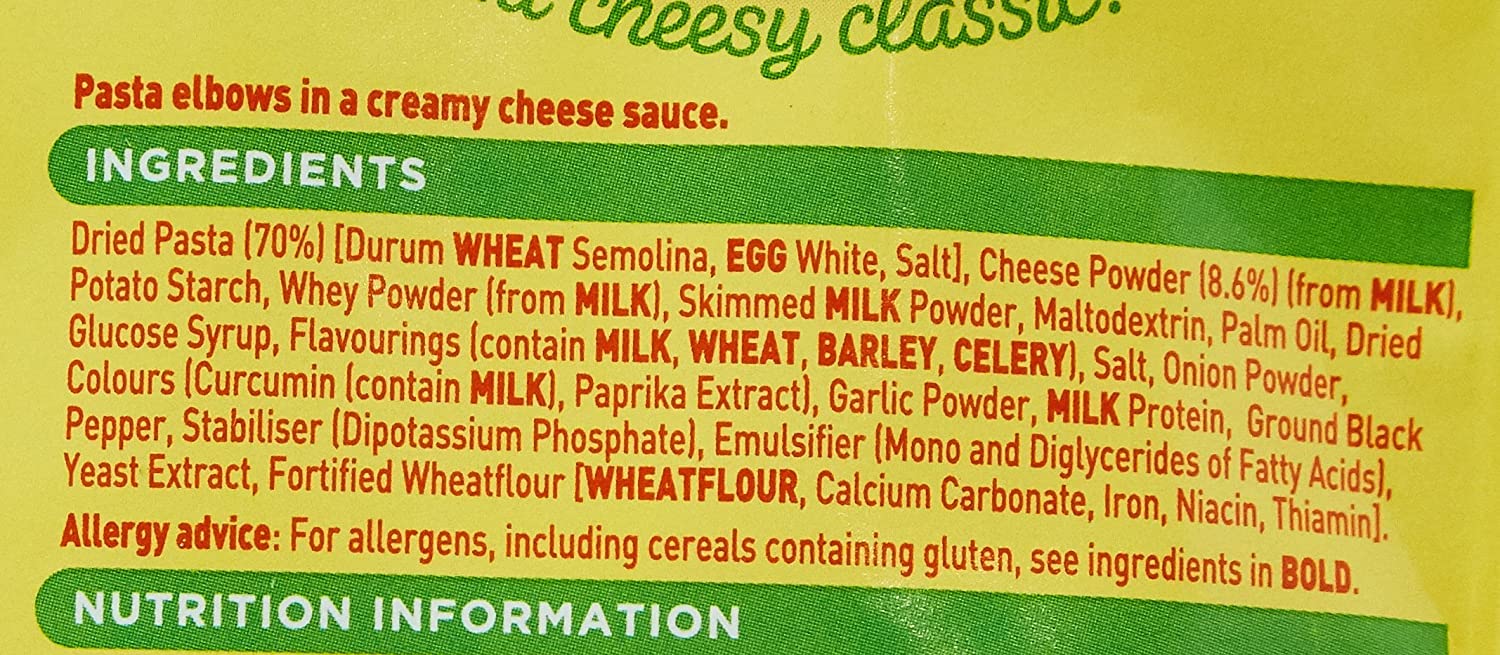 cheesy classic!
Pasta elbows in a creamy cheese sauce.
INGREDIENTS
Dried Pasta (70%) [Durum WHEAT Semolina, EGG White, Salt], Cheese Powder (8.6%) (from MILK),
Potato Starch, Whey Powder (from MILK), Skimmed MILK Powder, Maltodextrin, Palm Oil, Dried
Glucose Syrup, Flavourings (contain MILK, WHEAT, BARLEY, CELERY), Salt, Onion Powder,
Colours (Curcumin (contain MILK), Paprika Extract), Garlic Powder, MILK Protein, Ground Black
Pepper, Stabiliser (Dipotassium Phosphate), Emulsifier (Mono and Diglycerides of Fatty Acids),
Yeast Extract, Fortified Wheatflour [WHEATFLOUR, Calcium Carbonate, Iron, Niacin, Thiamin].
Allergy advice: For allergens, including cereals containing gluten, see ingredients in BOLD.
NUTRITION INFORMATION